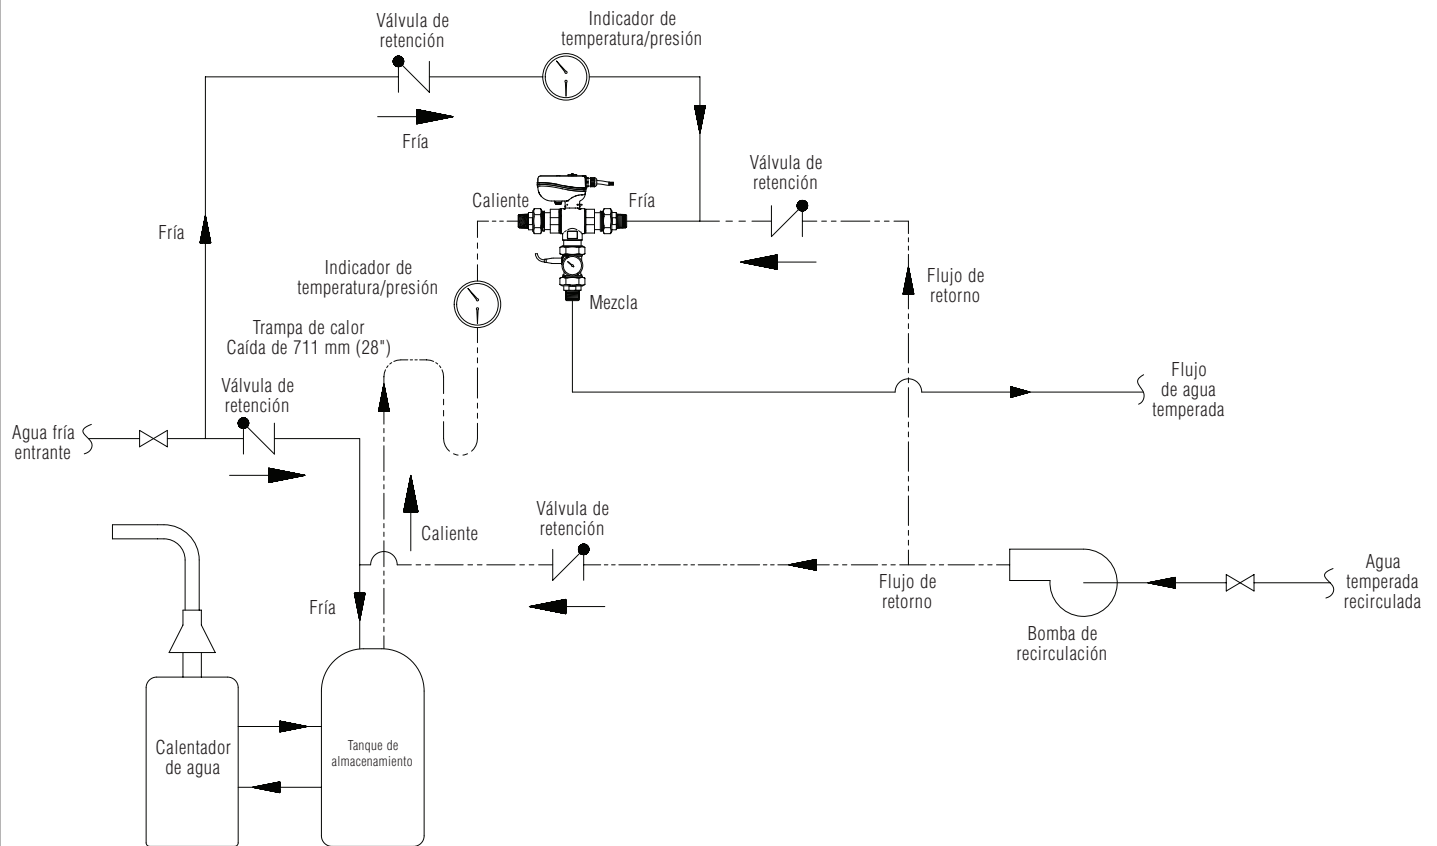 Válvula de
retención
Indicador de
temperatura/presión
Fría
Válvula de
retención
Caliente
Fría
Fría
Indicador de
temperatura/presión
Flujo de
retorno
Mezcla
Trampa de calor
Caída de 711 mm (28")
Válvula de
retención
Flujo
de agua
temperada
Agua fría
entrante
Válvula de
retención
Caliente
Agua
temperada
recirculada
Flujo de
retorno
Fría
Bomba de
recirculación
Calentador
de agua
Tanque de
almacenamiento